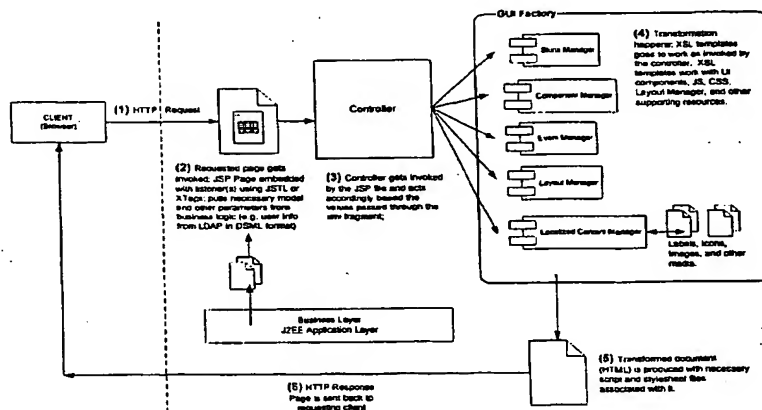 GUI Factory
(4) Transformation
happens: XSL templates
goes to work as invoked by
the controller. XSL
templates work with UI
components, JS, CSS,
Layout Manager, and other
supporting resources.
Manager
Component Manager
Event Manager
Layout Manager
Localized Content Manager
Labels, Icons,
Images, and other
media.
CLIENT
(Browser)
(1) HTTP Request
Controller
(2) Requested page gets
invoked; JSP Page embedded
with listener(s) using JSTL or
XTags; puts necessary model
and other parameters from
business logic (e.g. user info
from LDAP in DSML format)
(3) Controller gets invoked
by the JSP file and acts
accordingly based the
values passed through the
fragment;
Business Layer
J2EE Application Layer
(5) Transformed document
(HTML) is produced with necessary
script and stylesheet files
associated with it.
HTTP Response
Page is sent back to
requesting client